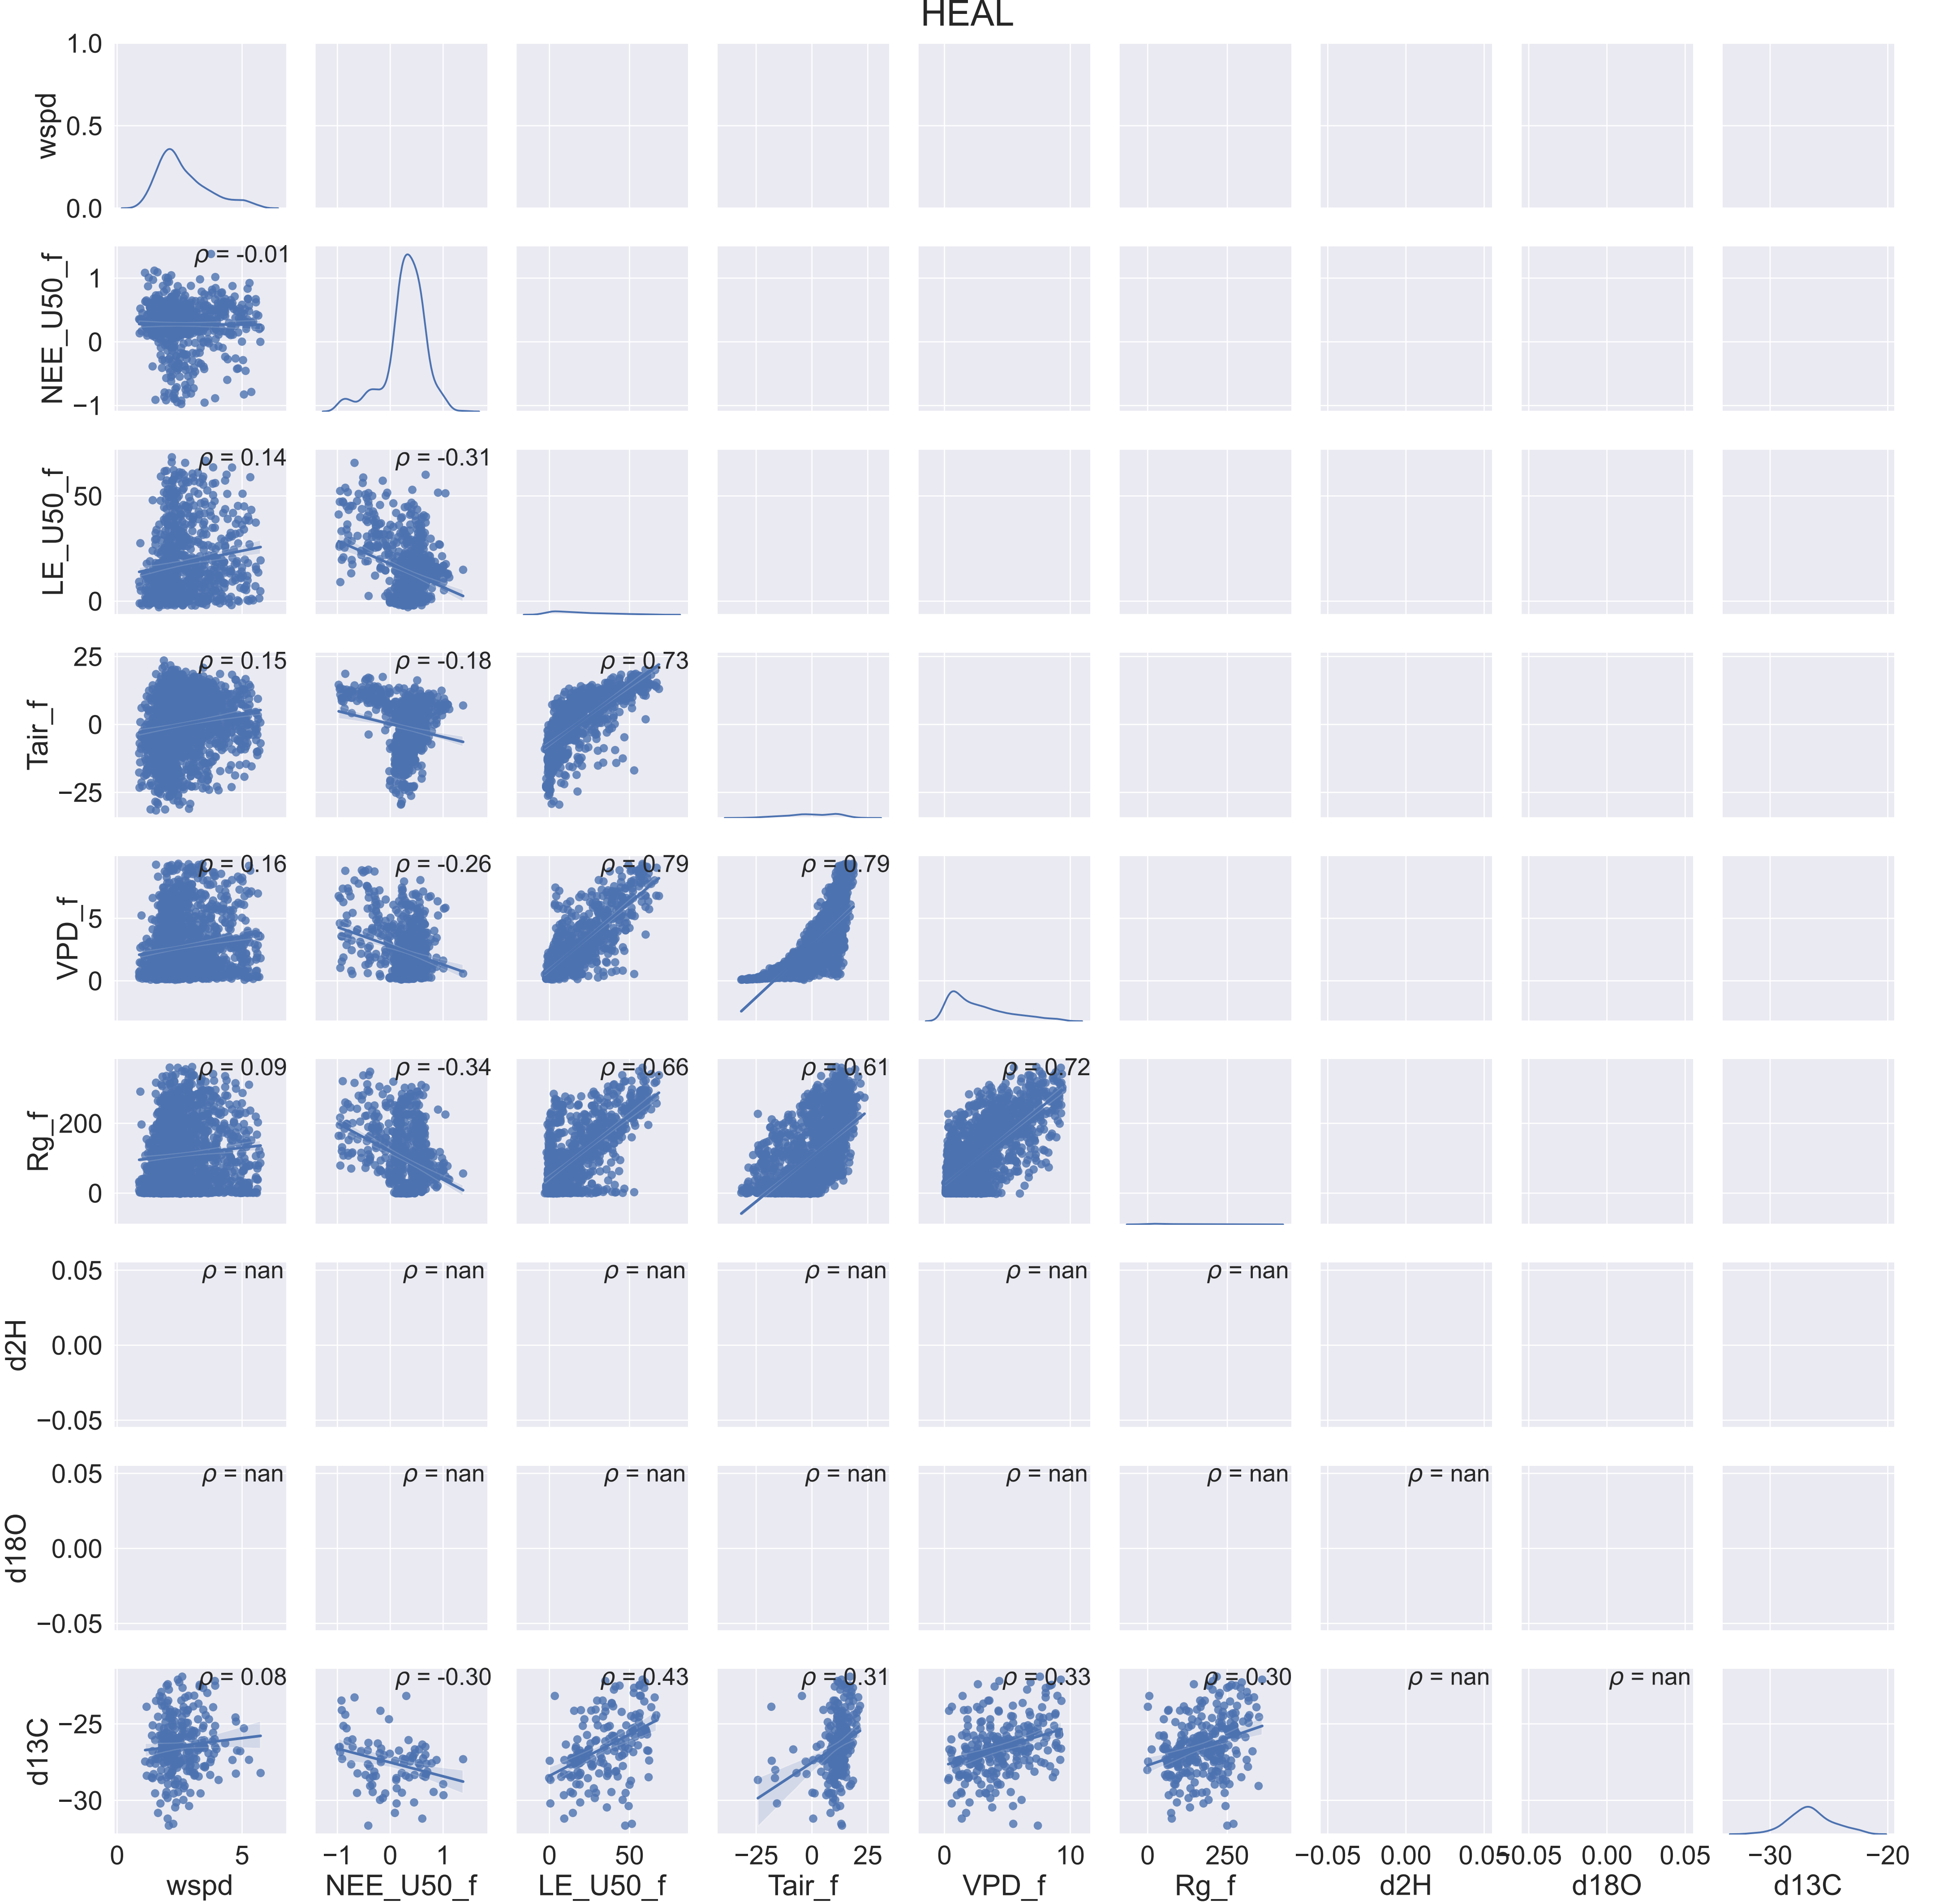 HEAL
1.0
0.5
0.0
wspd
ρ = -0.01
1
0
−1
NEE_U50_f
ρ = 0.14
ρ = -0.31
50
0
LE_U50_f
ρ = 0.15
ρ = -0.18
ρ = 0.73
25
0
−25
Tair_f
ρ = 0.16
ρ = -0.26
ρ = 0.79
ρ = 0.79
5
0
VPD_f
ρ = 0.09
ρ = -0.34
ρ = 0.66
ρ = 0.61
ρ = 0.72
200
0
Rg_f
ρ = nan
ρ = nan
ρ = nan
ρ = nan
ρ = nan
ρ = nan
0.05
0.00
−0.05
d2H
ρ = nan
ρ = nan
ρ = nan
ρ = nan
ρ = nan
ρ = nan
ρ = nan
0.05
0.00
−0.05
d18O
ρ = 0.08
ρ = -0.30
ρ = 0.43
ρ = 0.31
ρ = 0.33
ρ = 0.30
ρ = nan
ρ = nan
−25
−30
d13C
0 5
−1 0 1
0 50
−25 0 25
0 10
0 250
−0.05 0.00 0.05
−0.05 0.00 0.05
−30 −20
wspd
NEE_U50_f
LE_U50_f
Tair_f
VPD_f
Rg_f
d2H
d18O
d13C